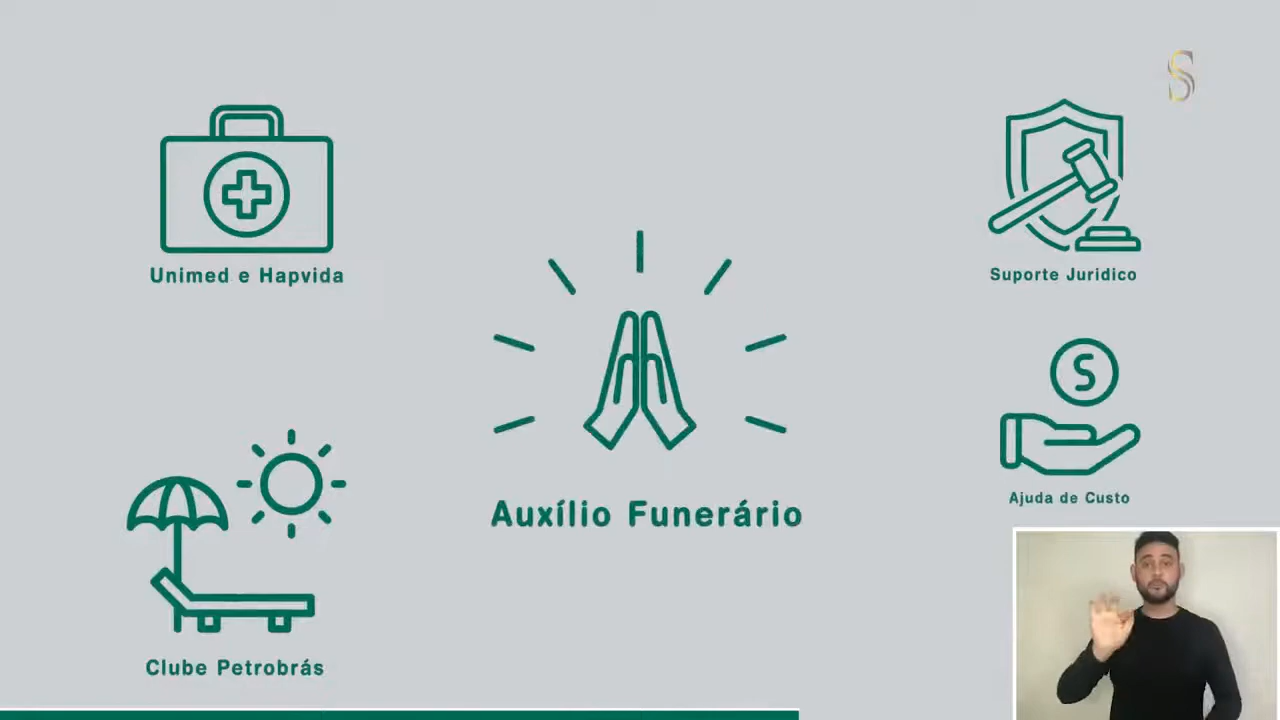 S
Unimed e Hapvida
Suporte Juridico
S
Ajuda de Custo
Auxílio Funerário
Clube Petrobrás